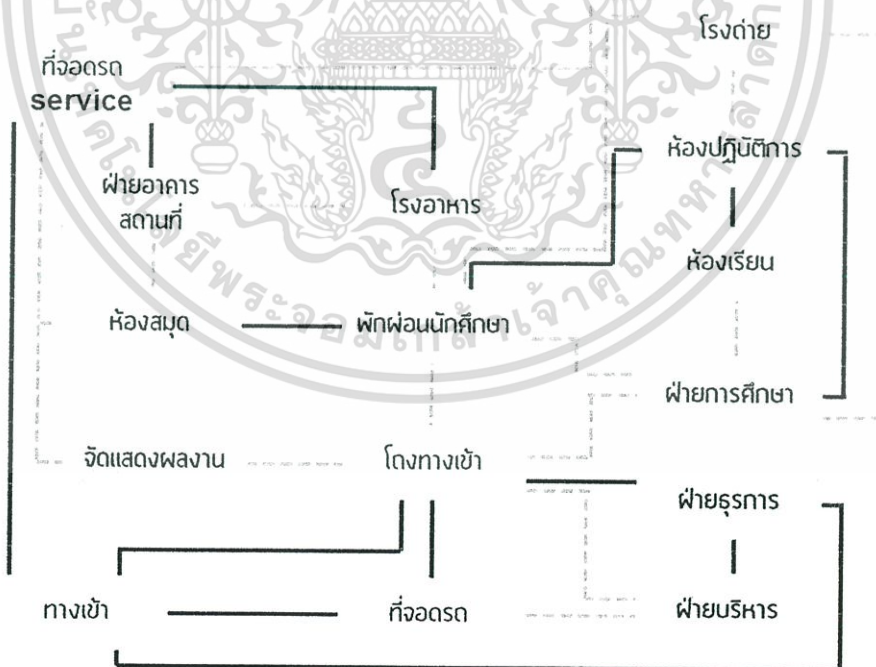 โรงถ่าย
ที่จอดรถ
service
ห้องปฏิบัติการ
ฝ่ายอาคาร
สถานที่
โรงอาหาร
ห้องเรียน
ห้องสมุด
พักผ่อนนักศึกษา
ฝ่ายการศึกษา
จัดแสดงผลงาน
โถงทางเข้า
ฝ่ายธุรการ
ทางเข้า
ที่จอดรถ
ฝ่ายบริหาร